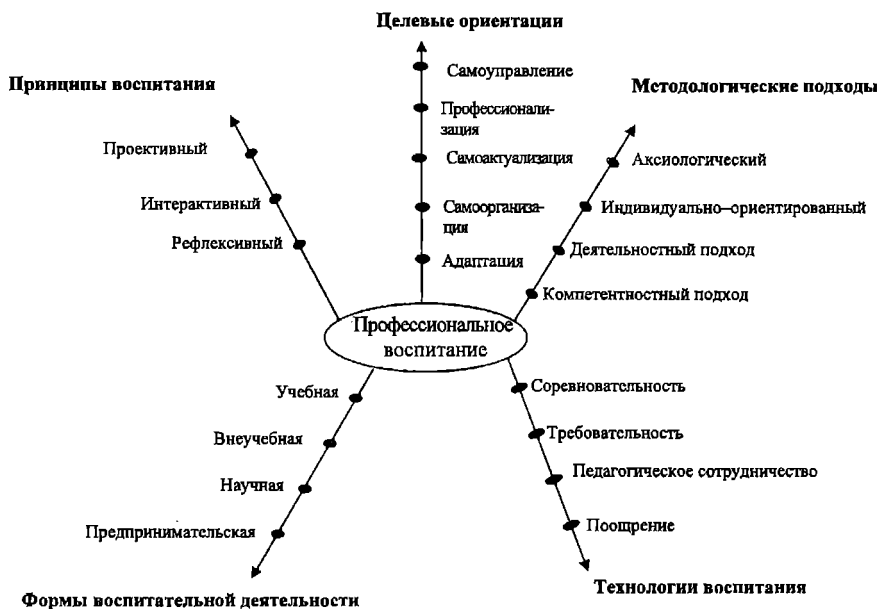 Целевые ориентации
Самоуправление
Профессионали-
зация
Самоактуализация
Самоорганиза-
ция
Адаптация
Принципы воспитания
Проективный
Интерактивный
Рефлексивный
Методологические подходы
Аксиологический
Индивидуально–ориентированный
Деятельностный подход
Компетентностный подход
Профессиональное
воспитание
Учебная
Внеучебная
Научная
Предпринимательская
Формы воспитательной деятельности
Соревновательность
Требовательность
Педагогическое сотрудничество
Поощрение
Технологии воспитания